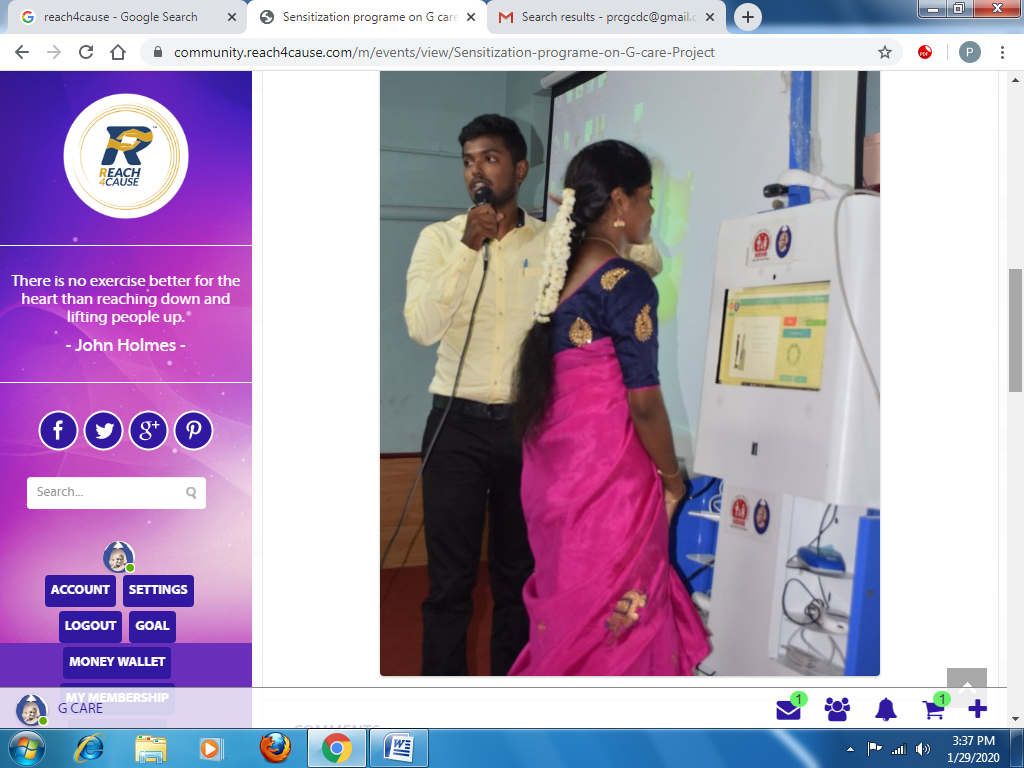 reach4cause - Google Search
Sensitization programe on G care
Search results - prcgcdc@gmail.c
community.reach4cause.com/m/events/view/Sensitization-programe-on-G-care-Project
PDF
P
REACH
4CAUSE
There is no exercise better for the
heart than reaching down and
lifting people up.
- John Holmes -
Search...
ACCOUNT
SETTINGS
LOGOUT
GOAL
MONEY WALLET
MY MEMBERSHIP
G CARE
COMMENTS
1
1
3:37 PM
1/29/2020